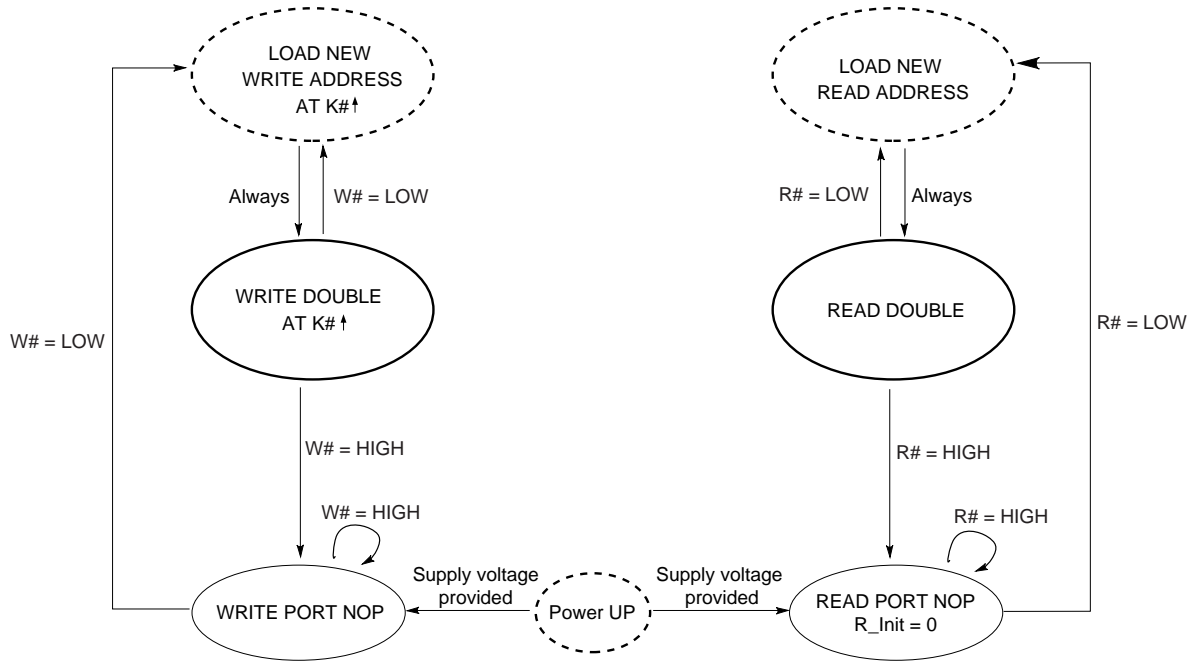 LOAD NEW
WRITE ADDRESS
AT K#↑
LOAD NEW
READ ADDRESS
Always
W# = LOW
R# = LOW
Always
WRITE DOUBLE
AT K#↑
READ DOUBLE
W# = LOW
R# = LOW
W# = HIGH
R# = HIGH
W# = HIGH
R# = HIGH
WRITE PORT NOP
Supply voltage
provided
Power UP
Supply voltage
provided
READ PORT NOP
R_Init = 0